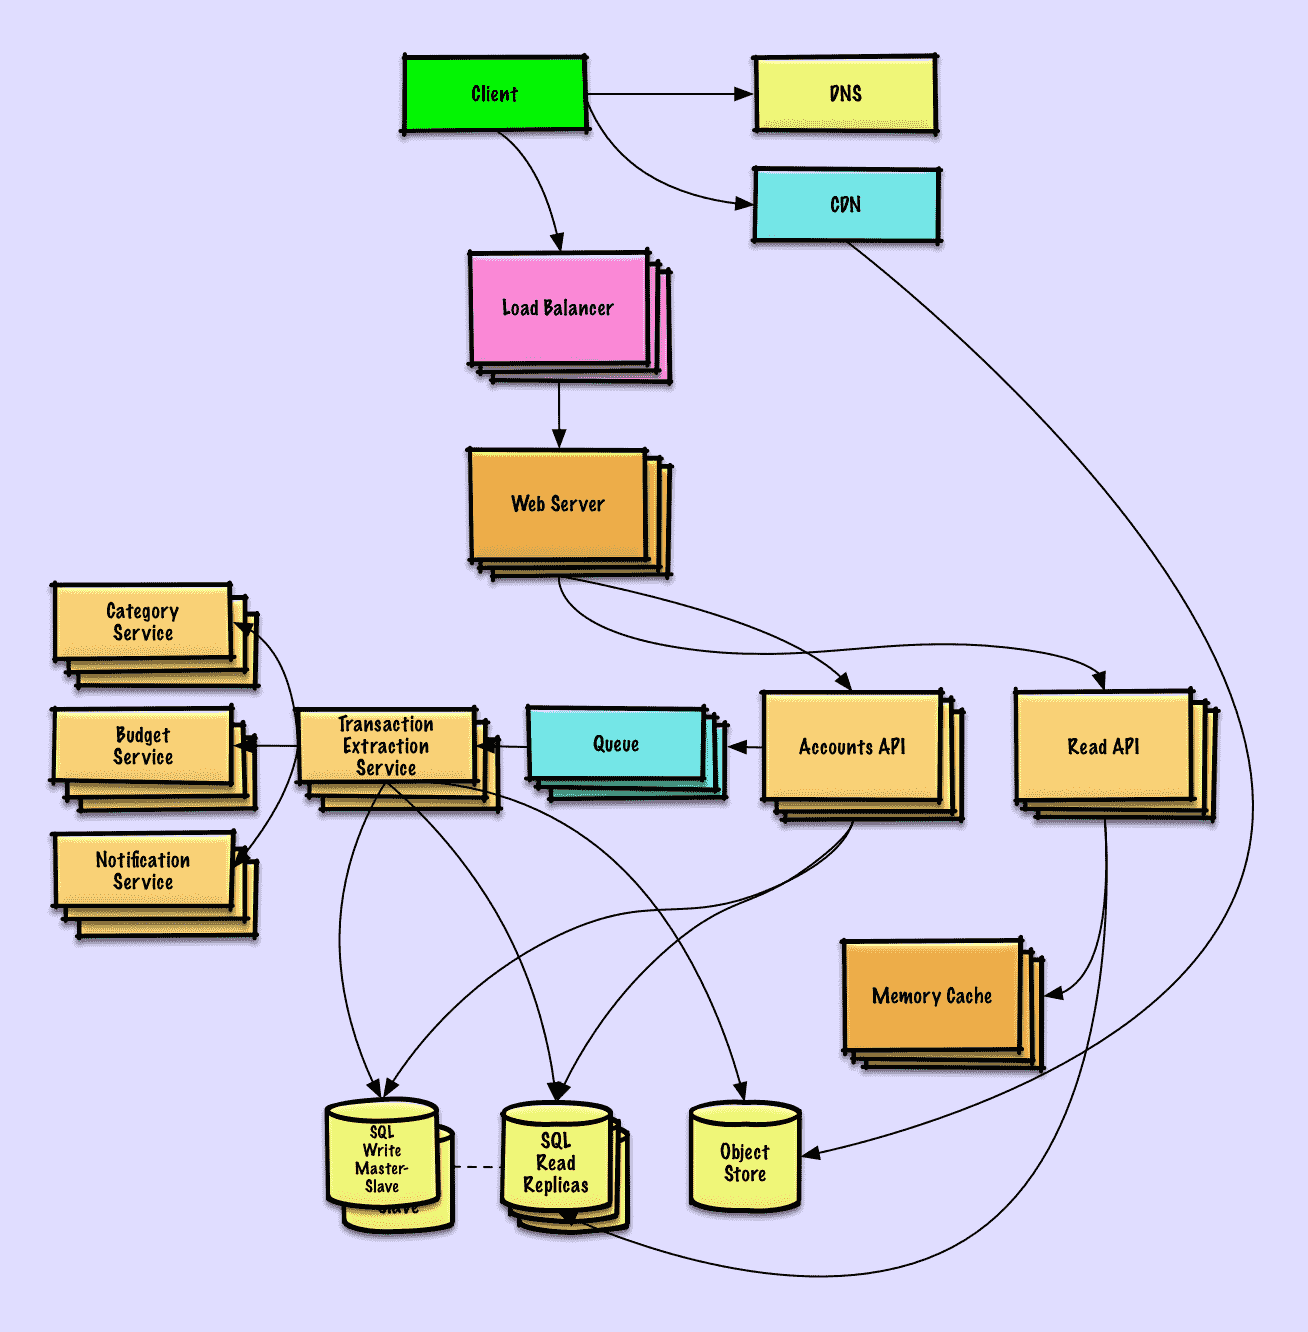 Client
DNS
CDN
Load Balancer
Web Server
Category
Service
Budget
Service
Notification
Service
Transaction
Extraction
Service
Queue
Accounts API
Read API
Memory Cache
SQL
Write
Master-
Slave
Slave
SQL
Read
Replicas
Object
Store